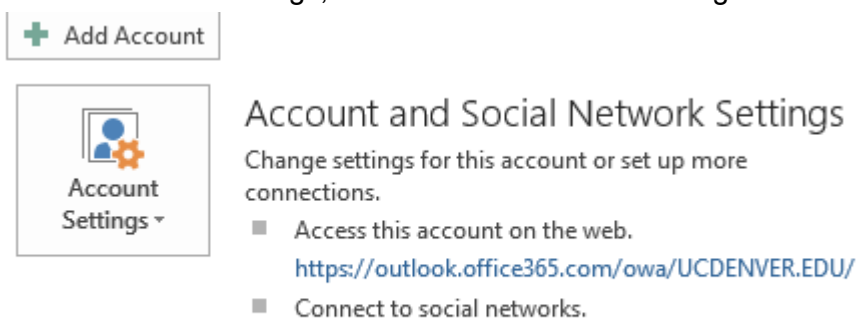 Add Account
Account and Social Network Settings
Change settings for this account or set up more
connections.
Account
Settings
Access this account on the web.
https://outlook.office365.com/owa/UCDENVER.EDU/
Connect to social networks.